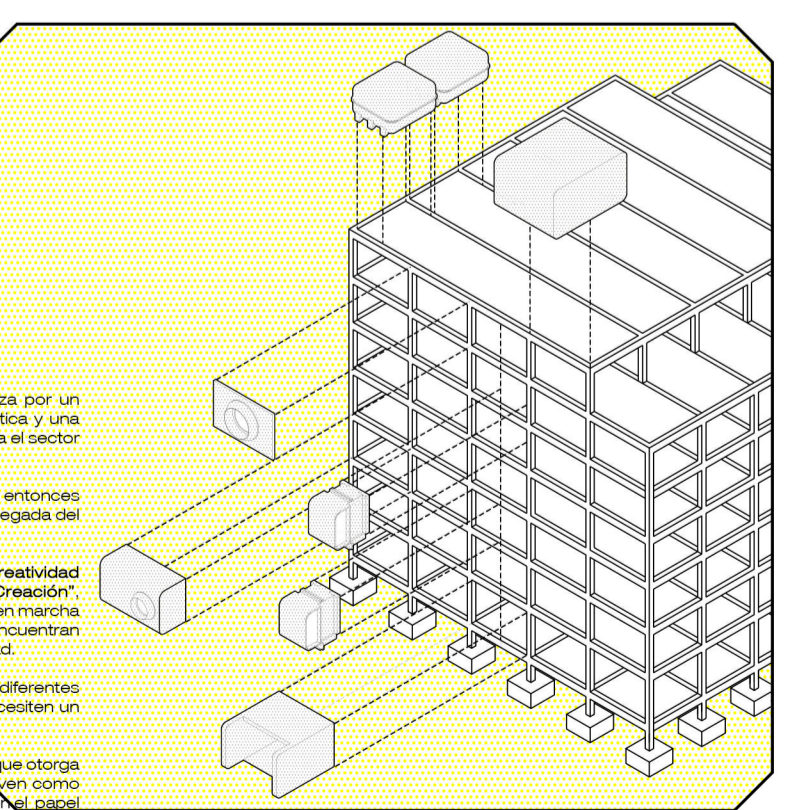 za por un
tica y una
a el sector
entonces
egada del
reatividad
Creación",
en marcha
ncuentran
d.
diferentes
cesiten un
que otorga
ven como
el papel